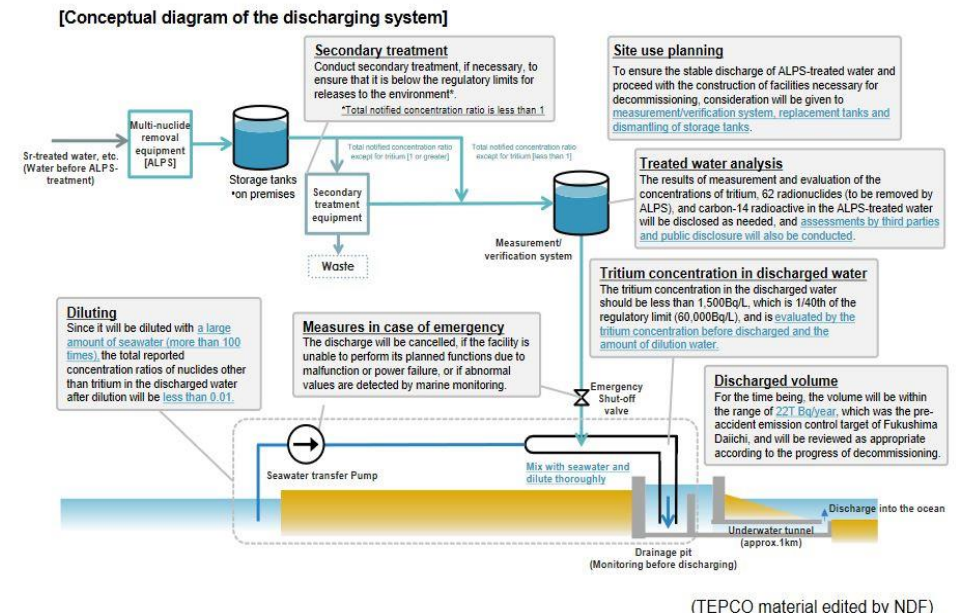 [Conceptual diagram of the discharging system]
Secondary treatment
Conduct secondary treatment, if necessary, to
ensure that it is below the regulatory limits for
releases to the environment*.
*Total notified concentration ratio is less than 1
Site use planning
To ensure the stable discharge of ALPS-treated water and
proceed with the construction of facilities necessary for
decommissioning, consideration will be given to
measurement/verification system, replacement tanks and
dismantling of storage tanks.
Multi-nuclide
removal
equipment
[ALPS]
Sr-treated water, etc.
(Water before ALPS-
treatment)
Storage tanks
•on premises
Total notified concentration ratio
except for tritium [1 or greater]
Total notified concentration ratio
except for tritium [less than 1]
Secondary
treatment
equipment
Waste
Measurement/
verification system
Treated water analysis
The results of measurement and evaluation of the
concentrations of tritium, 62 radionuclides (to be removed by
ALPS), and carbon-14 radioactive in the ALPS-treated water
will be disclosed as needed, and assessments by third parties
and public disclosure will also be conducted.
Tritium concentration in discharged water
The tritium concentration in the discharged water
should be less than 1,500Bq/L, which is 1/40th of the
regulatory limit (60,000Bq/L), and is evaluated by the
tritium concentration before discharged and the
amount of dilution water.
Diluting
Since it will be diluted with a large
amount of seawater (more than 100
times), the total reported
concentration ratios of nuclides other
than tritium in the discharged water
after dilution will be less than 0.01.
Measures in case of emergency
The discharge will be cancelled, if the facility is
unable to perform its planned functions due to
malfunction or power failure, or if abnormal
values are detected by marine monitoring.
Emergency
Shut-off
valve
Discharged volume
For the time being, the volume will be within
the range of 22T Bq/year, which was the pre-
accident emission control target of Fukushima
Daiichi, and will be reviewed as appropriate
according to the progress of decommissioning.
Seawater transfer Pump
Mix with seawater and
dilute thoroughly
Discharge into the ocean
Underwater tunnel
(approx.1km)
Drainage pit
(Monitoring before discharging)
(TEPCO material edited by NDF)